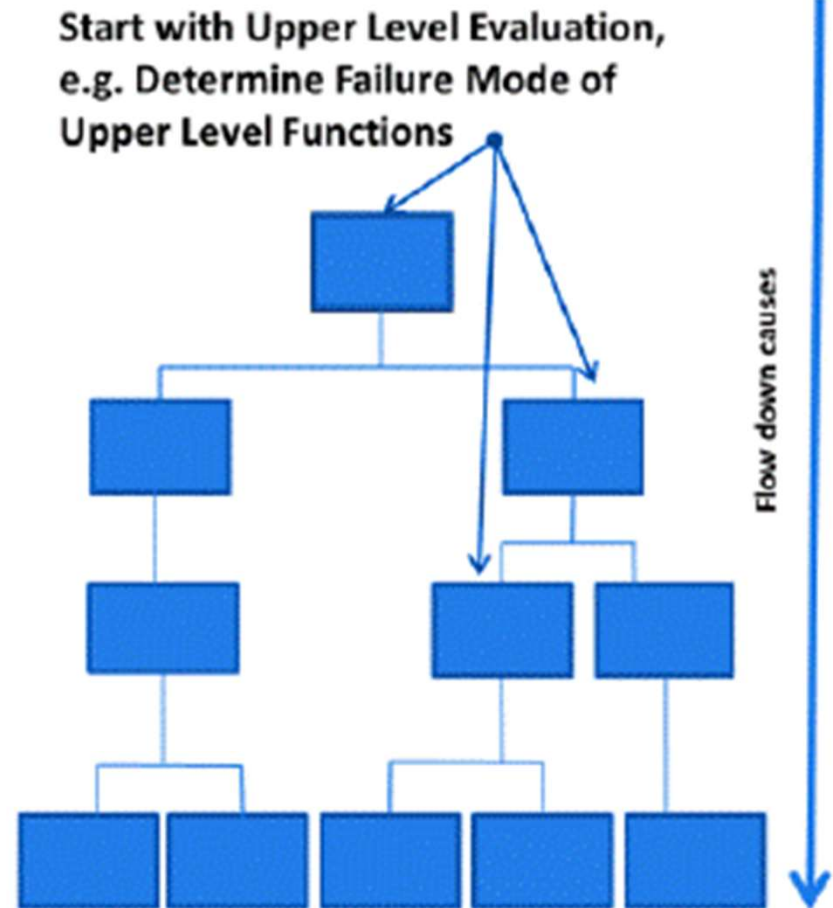 Start with Upper Level Evaluation,
e.g. Determine Failure Mode of
Upper Level Functions
Flow down causes